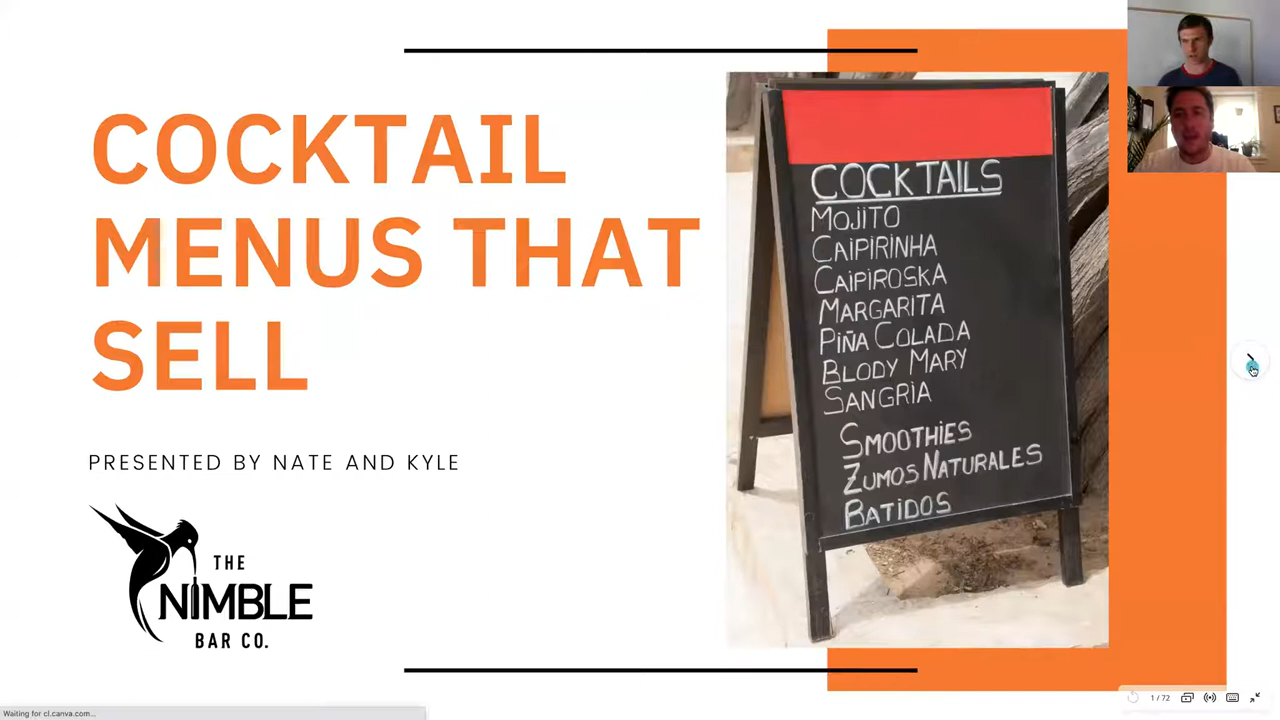 COCKTAIL
MENUS THAT
SELL
PRESENTED BY NATE AND KYLE
THE
NIMBLE
BAR CO.
COCKTAILS
MOJITO
CAIPIRINHA
CAIPIROSKA
MARGARITA
PIÑA COLADA
BLODY MARY
SANGRIA
SMOOTHIES
ZUMOS NATURALES
BATIDOS
1 / 72
Waiting for cl.canva.com...